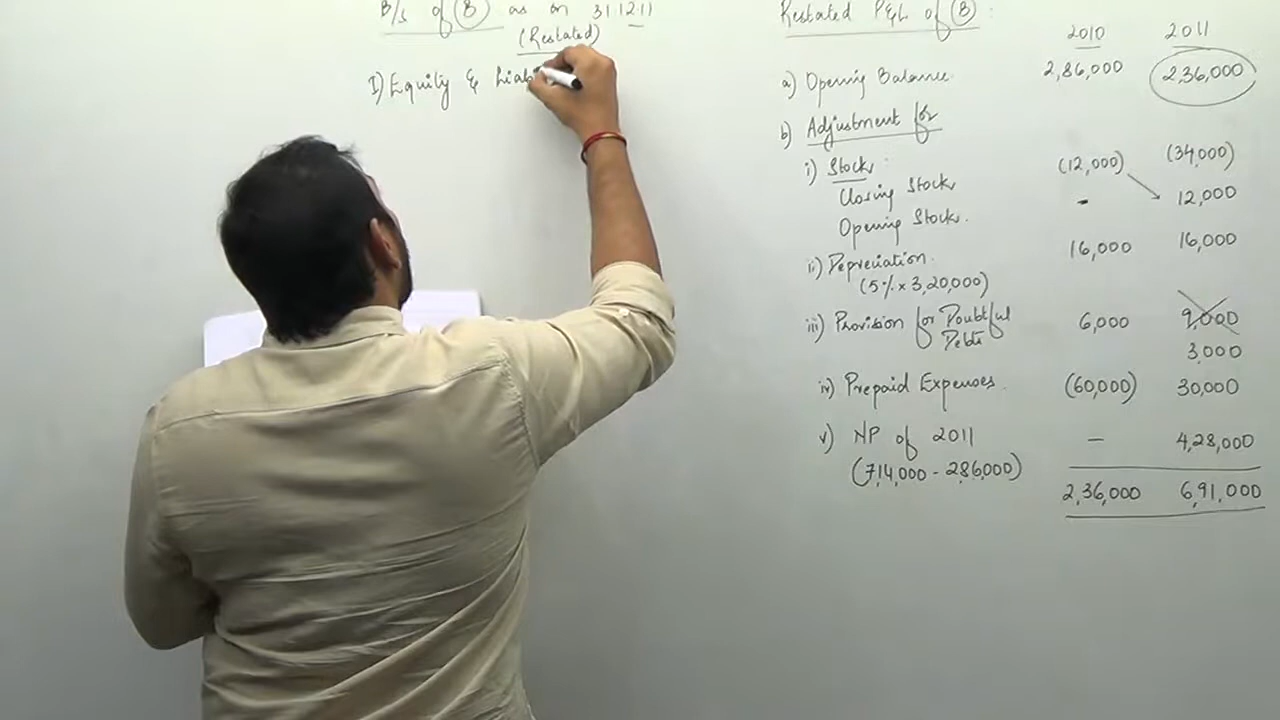 B/s of (B) as on 31.12.11
(Restated)
I) Equity & Liabi
Restated P&L of (B) :
2010 2011
a) Opening Balance. 2,86,000 2,36,000
b) Adjustment for
i) Stock : (12,000) (34,000)
Closing Stock - 12,000
Opening Stock.
ii) Depreciation. 16,000 16,000
(5% x 3,20,000)
iii) Provision for Doubtful 6,000 9,000
Debts 3,000
iv) Prepaid Expenses. (60,000) 30,000
v) NP of 2011 - 4,28,000
(7,14,000 - 2,86,000)
2,36,000 6,91,000